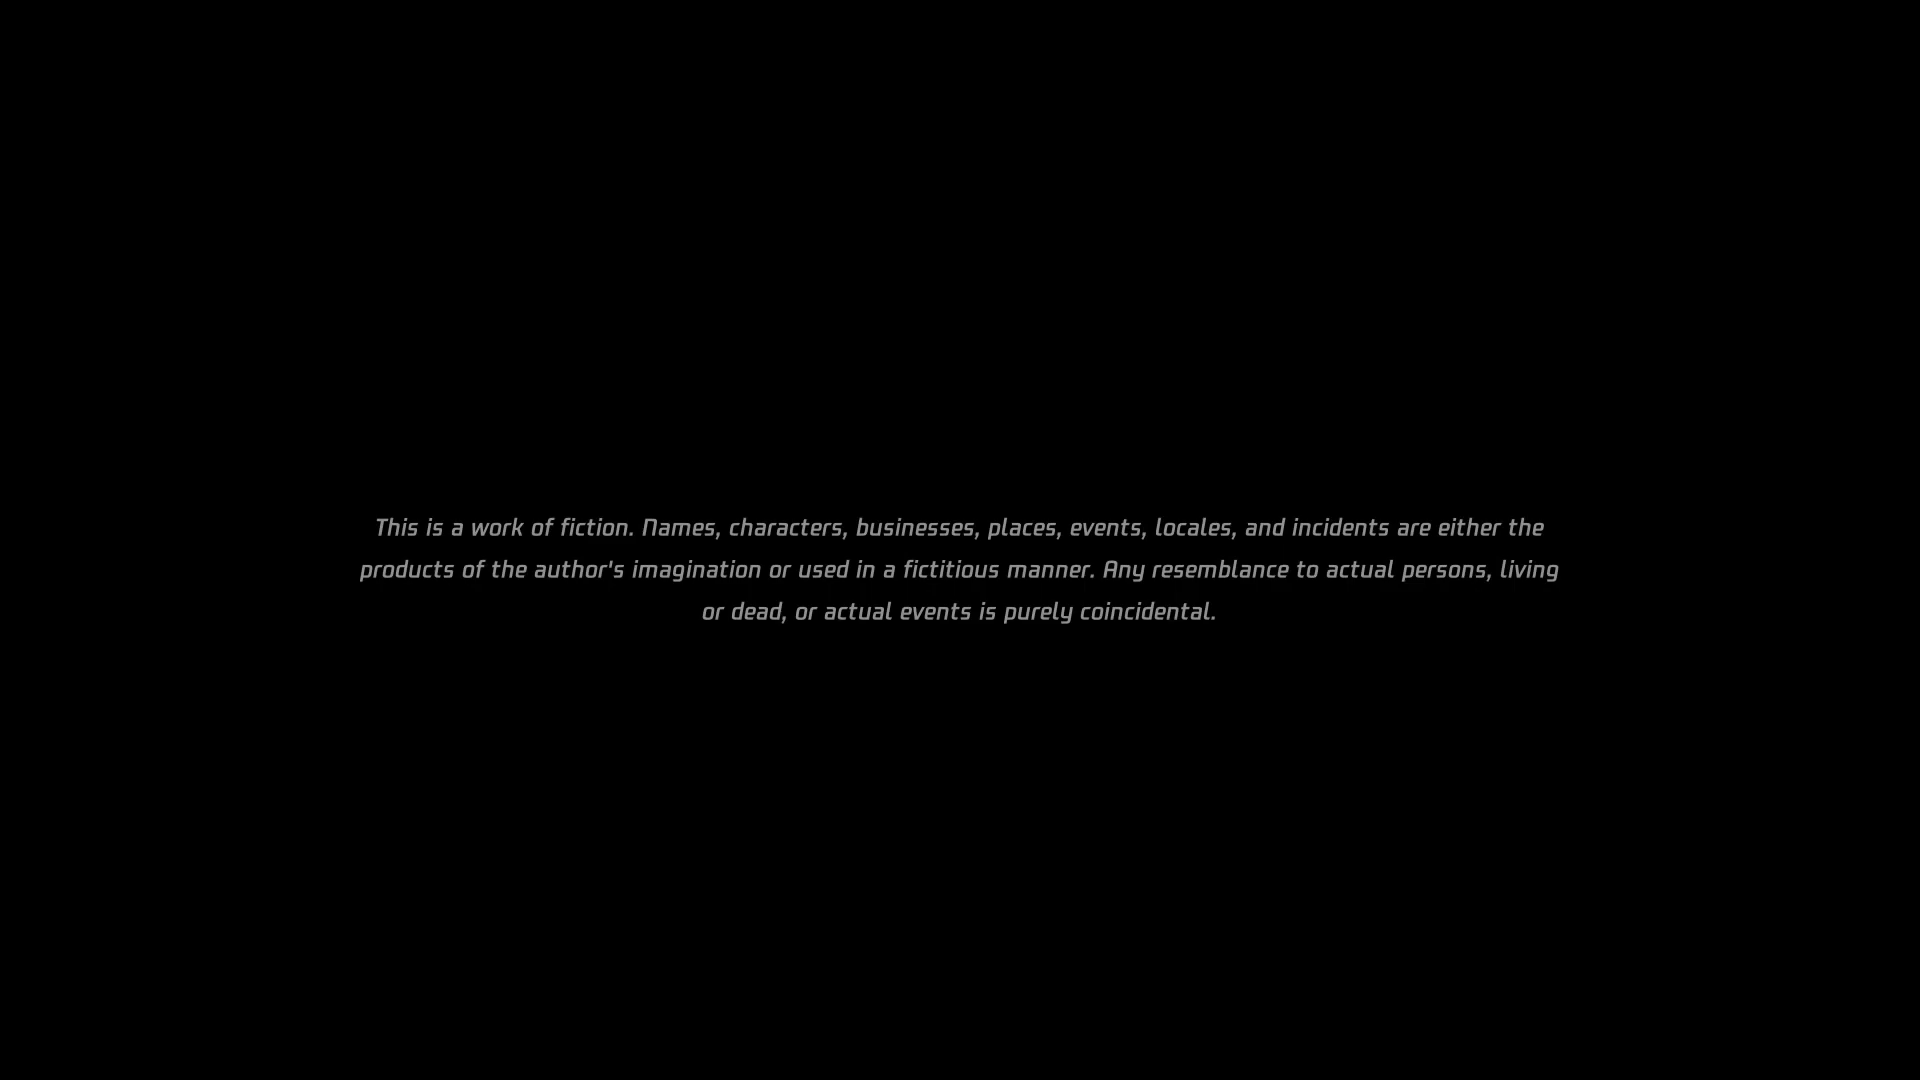 This is a work of fiction. Names, characters, businesses, places, events, locales, and incidents are either the
products of the author's imagination or used in a fictitious manner. Any resemblance to actual persons, living
or dead, or actual events is purely coincidental.